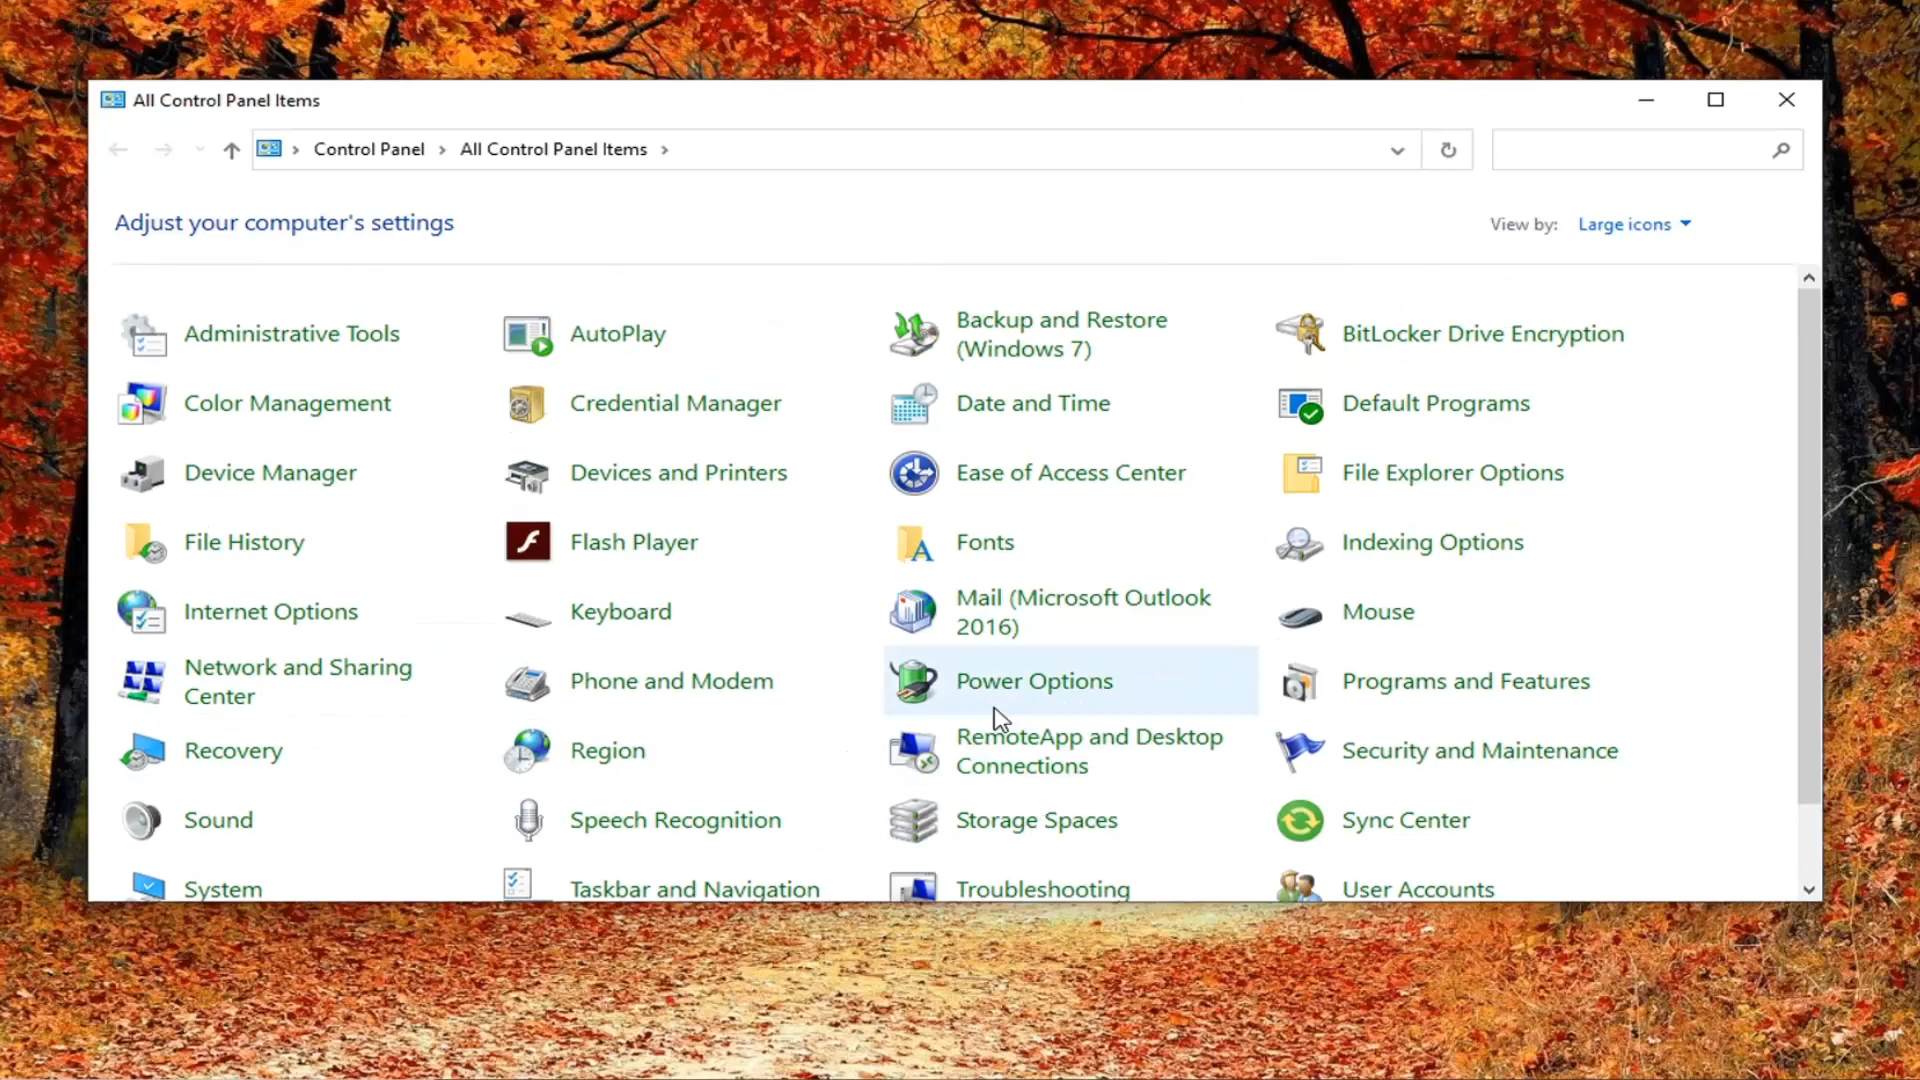 All Control Panel Items
Control Panel › All Control Panel Items ›
Adjust your computer's settings
View by: Large icons
Administrative Tools
AutoPlay
Backup and Restore
(Windows 7)
BitLocker Drive Encryption
Color Management
Credential Manager
Date and Time
Default Programs
Device Manager
Devices and Printers
Ease of Access Center
File Explorer Options
File History
Flash Player
Fonts
Indexing Options
Internet Options
Keyboard
Mail (Microsoft Outlook
2016)
Mouse
Network and Sharing
Center
Phone and Modem
Power Options
Programs and Features
Recovery
Region
RemoteApp and Desktop
Connections
Security and Maintenance
Sound
Speech Recognition
Storage Spaces
Sync Center
System
Taskbar and Navigation
Troubleshooting
User Accounts